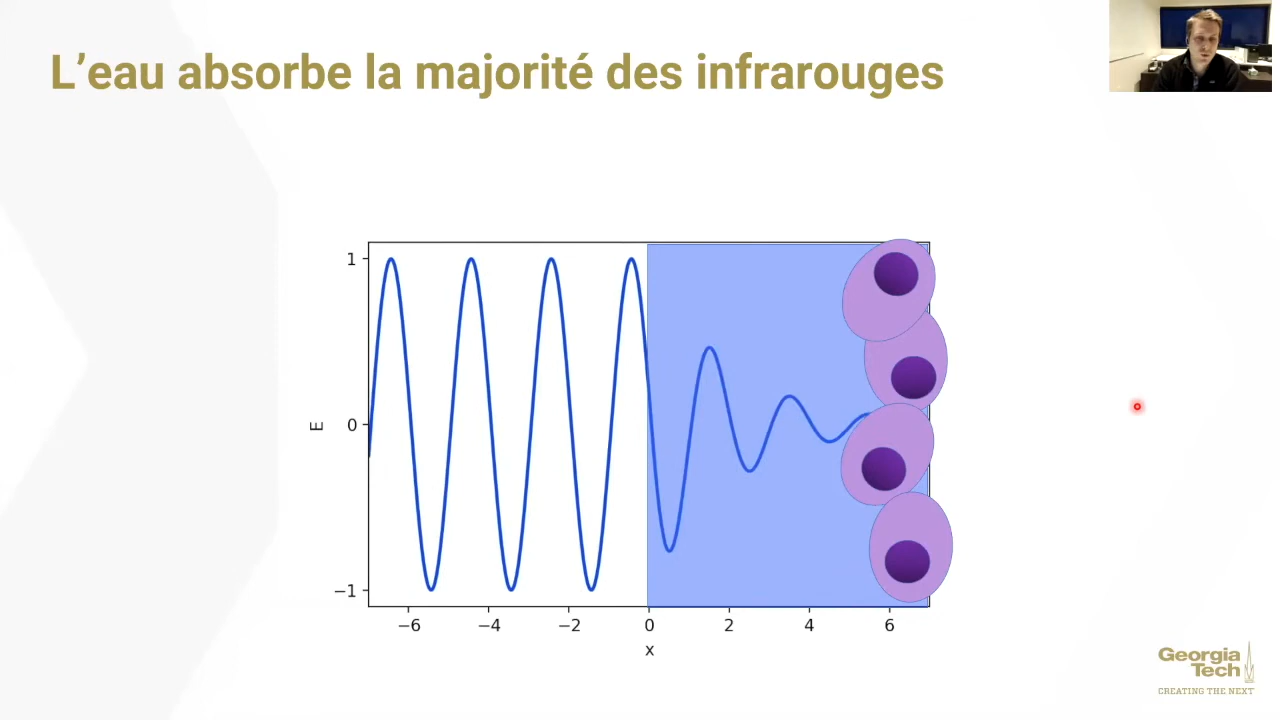 L’eau absorbe la majorité des infrarouges
1
0
−1
E
−6 −4 −2 0 2 4 6
x
Georgia
Tech
CREATING THE NEXT